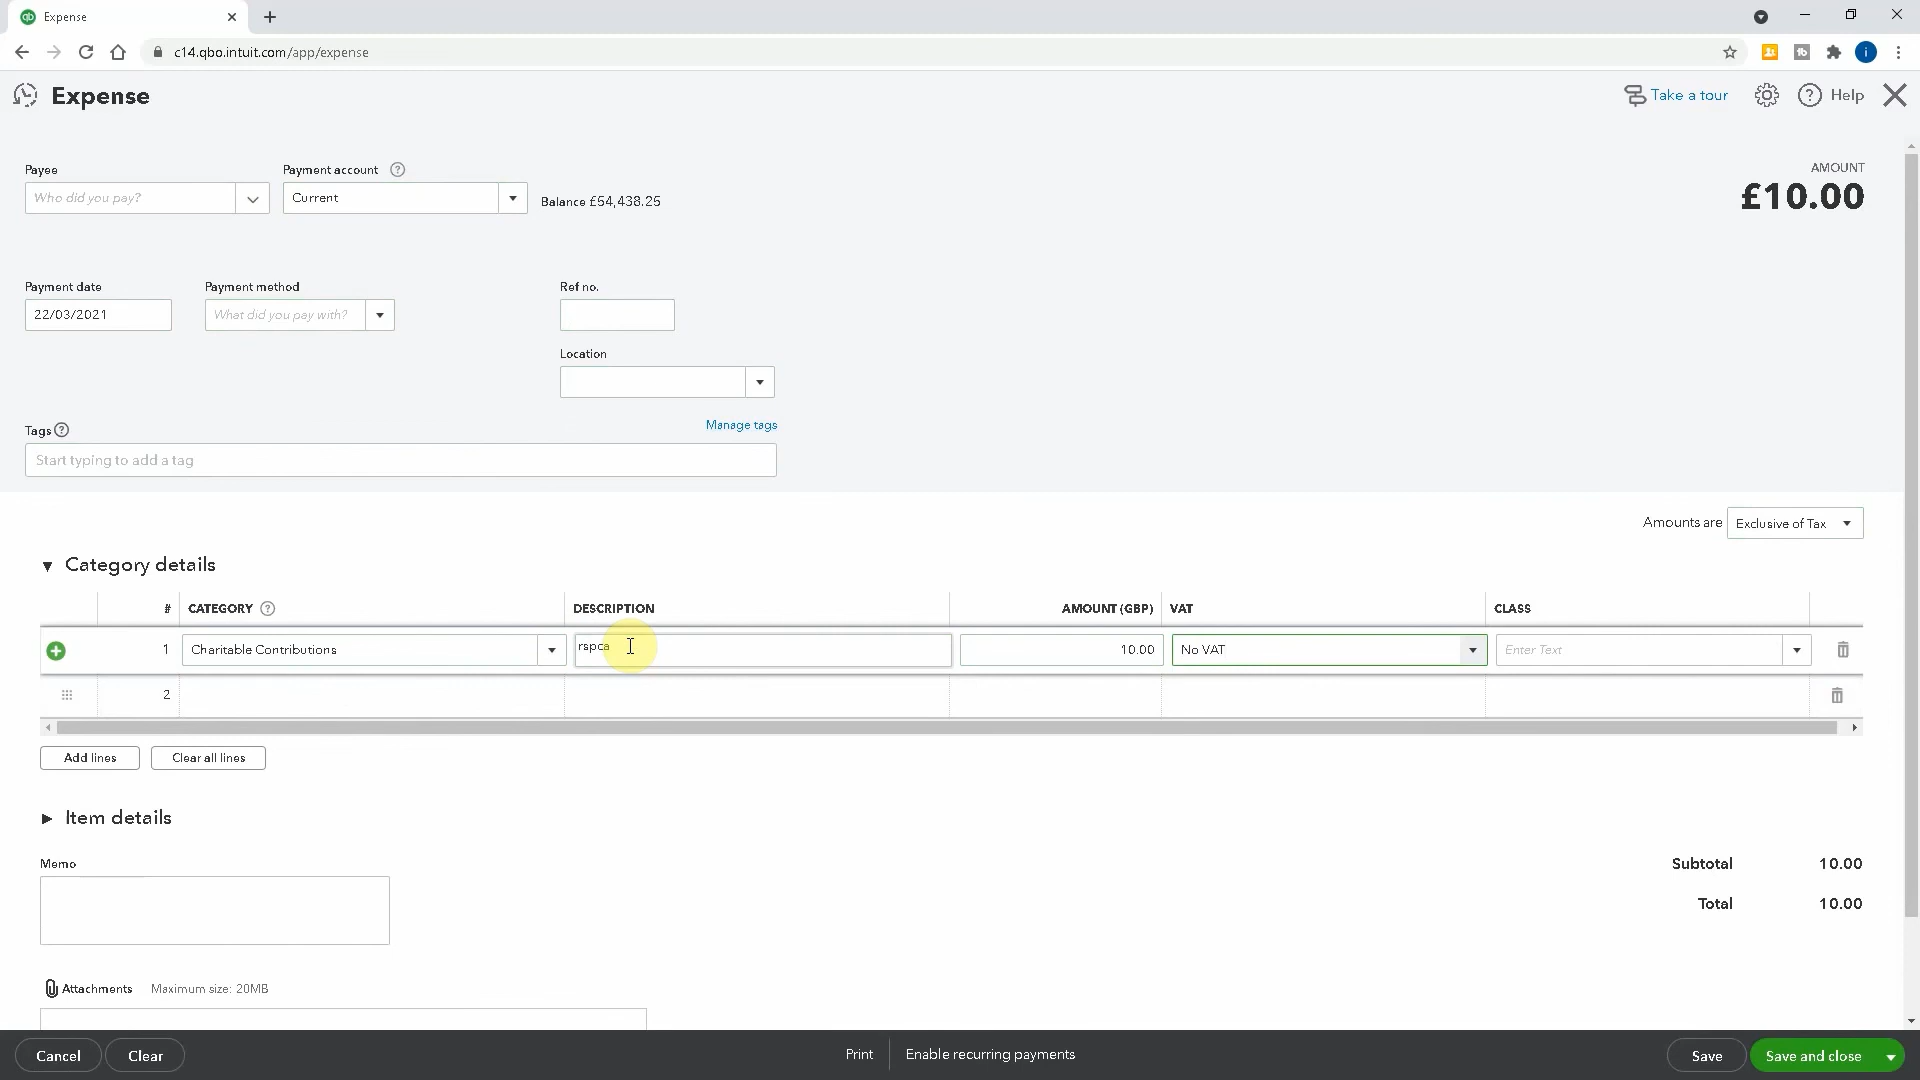 qb Expense
c14.qbo.intuit.com/app/expense
i
Expense
Take a tour
Help
Payee
Payment account
AMOUNT
Who did you pay?
Current
Balance £54,438.25
£10.00
Payment date
Payment method
Ref no.
22/03/2021
What did you pay with?
Location
Tags
Manage tags
Start typing to add a tag
Amounts are Exclusive of Tax
Category details
# CATEGORY DESCRIPTION AMOUNT (GBP) VAT CLASS
1 Charitable Contributions rspca 10.00 No VAT Enter Text
2
Add lines Clear all lines
Item details
Memo
Subtotal 10.00
Total 10.00
Attachments Maximum size: 20MB
Cancel Clear Print Enable recurring payments Save Save and close